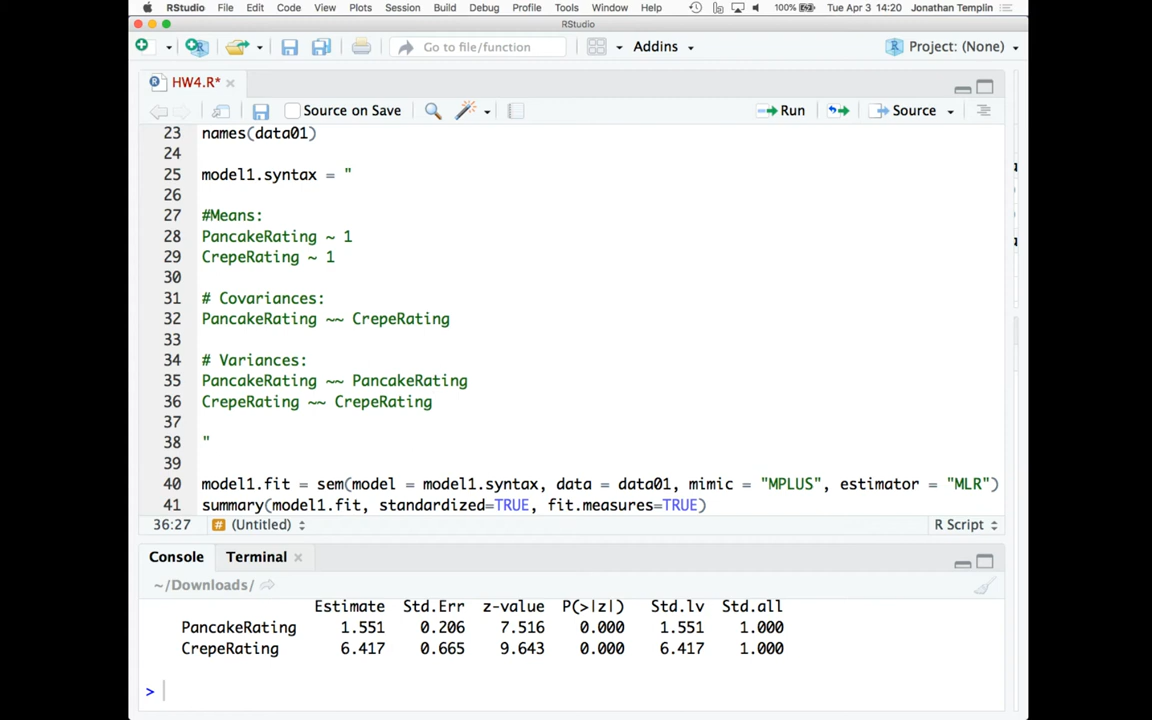 RStudio File Edit Code View Plots Session Build Debug Profile Tools Window Help 100% Tue Apr 3 14:20 Jonathan Templin
RStudio
Go to file/function Addins Project: (None)
HW4.R*
Source on Save Run Source
23 names(data01)
24
25 model1.syntax = "
26
27 #Means:
28 PancakeRating ~ 1
29 CrepeRating ~ 1
30
31 # Covariances:
32 PancakeRating ~~ CrepeRating
33
34 # Variances:
35 PancakeRating ~~ PancakeRating
36 CrepeRating ~~ CrepeRating
37
38 "
39
40 model1.fit = sem(model = model1.syntax, data = data01, mimic = "MPLUS", estimator = "MLR")
41 summary(model1.fit, standardized=TRUE, fit.measures=TRUE)
36:27 # (Untitled) R Script
Console Terminal
~/Downloads/
Estimate Std.Err z-value P(>|z|) Std.lv Std.all
PancakeRating 1.551 0.206 7.516 0.000 1.551 1.000
CrepeRating 6.417 0.665 9.643 0.000 6.417 1.000
>